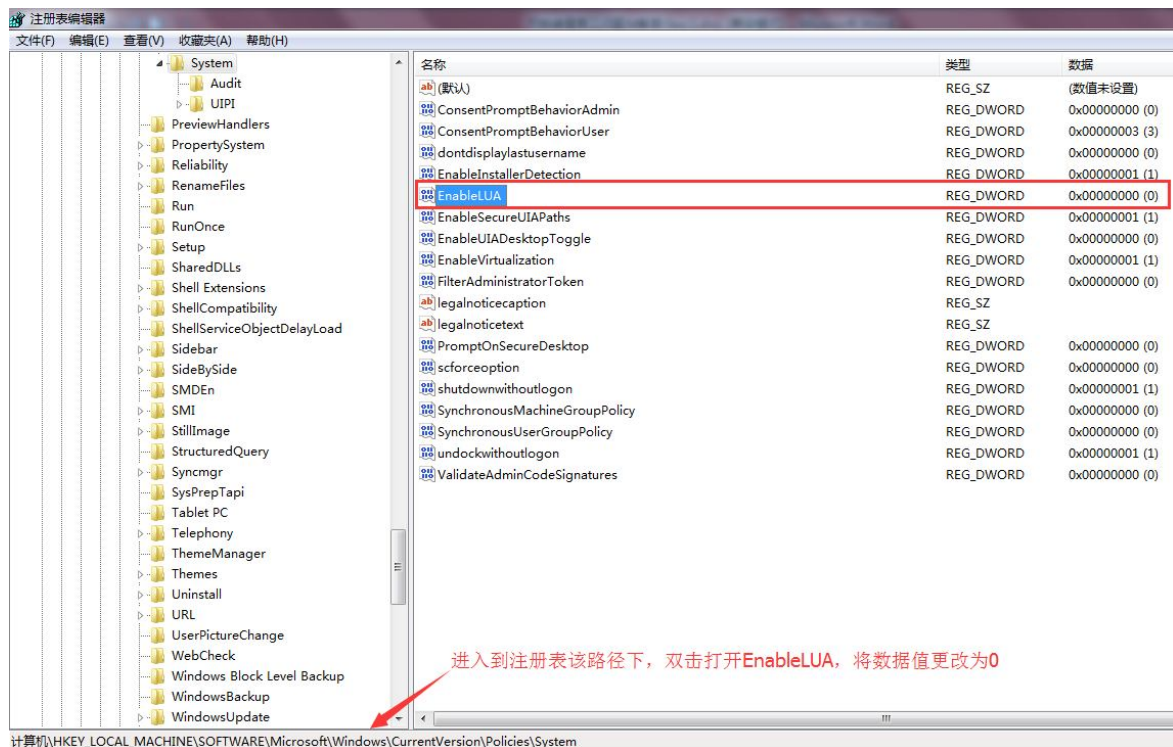 注册表编辑器
文件(F) 编辑(E) 查看(V) 收藏夹(A) 帮助(H)
System
Audit
UIPI
PreviewHandlers
PropertySystem
Reliability
RenameFiles
Run
RunOnce
Setup
SharedDLLs
Shell Extensions
ShellCompatibility
ShellServiceObjectDelayLoad
Sidebar
SideBySide
SMDEn
SMI
StillImage
StructuredQuery
Syncmgr
SysPrepTapi
Tablet PC
Telephony
ThemeManager
Themes
Uninstall
URL
UserPictureChange
WebCheck
Windows Block Level Backup
WindowsBackup
WindowsUpdate
名称 类型 数据
(默认) REG_SZ (数值未设置)
ConsentPromptBehaviorAdmin REG_DWORD 0x00000000 (0)
ConsentPromptBehaviorUser REG_DWORD 0x00000003 (3)
dontdisplaylastusername REG_DWORD 0x00000000 (0)
EnableInstallerDetection REG_DWORD 0x00000001 (1)
EnableLUA REG_DWORD 0x00000000 (0)
EnableSecureUIAPaths REG_DWORD 0x00000001 (1)
EnableUIADesktopToggle REG_DWORD 0x00000000 (0)
EnableVirtualization REG_DWORD 0x00000001 (1)
FilterAdministratorToken REG_DWORD 0x00000000 (0)
legalnoticecaption REG_SZ
legalnoticetext REG_SZ
PromptOnSecureDesktop REG_DWORD 0x00000000 (0)
scforceoption REG_DWORD 0x00000000 (0)
shutdownwithoutlogon REG_DWORD 0x00000001 (1)
SynchronousMachineGroupPolicy REG_DWORD 0x00000000 (0)
SynchronousUserGroupPolicy REG_DWORD 0x00000000 (0)
undockwithoutlogon REG_DWORD 0x00000001 (1)
ValidateAdminCodeSignatures REG_DWORD 0x00000000 (0)
进入到注册表该路径下，双击打开EnableLUA，将数据值更改为0
计算机\HKEY_LOCAL_MACHINE\SOFTWARE\Microsoft\Windows\CurrentVersion\Policies\System